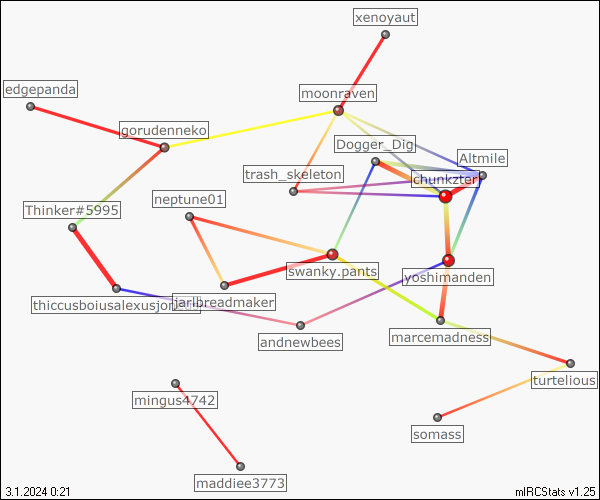 xenoyaut
edgepanda
moonraven
gorudenneko
Dogger_Dig
Altmile
trash_skeleton
chunkzter
neptune01
Thinker#5995
swanky.pants
yoshimanden
jarlbreadmaker
marcemadness
andnewbees
turtelious
mingus4742
somass
maddiee3773
3.1.2024 0:21
mIRCStats v1.25